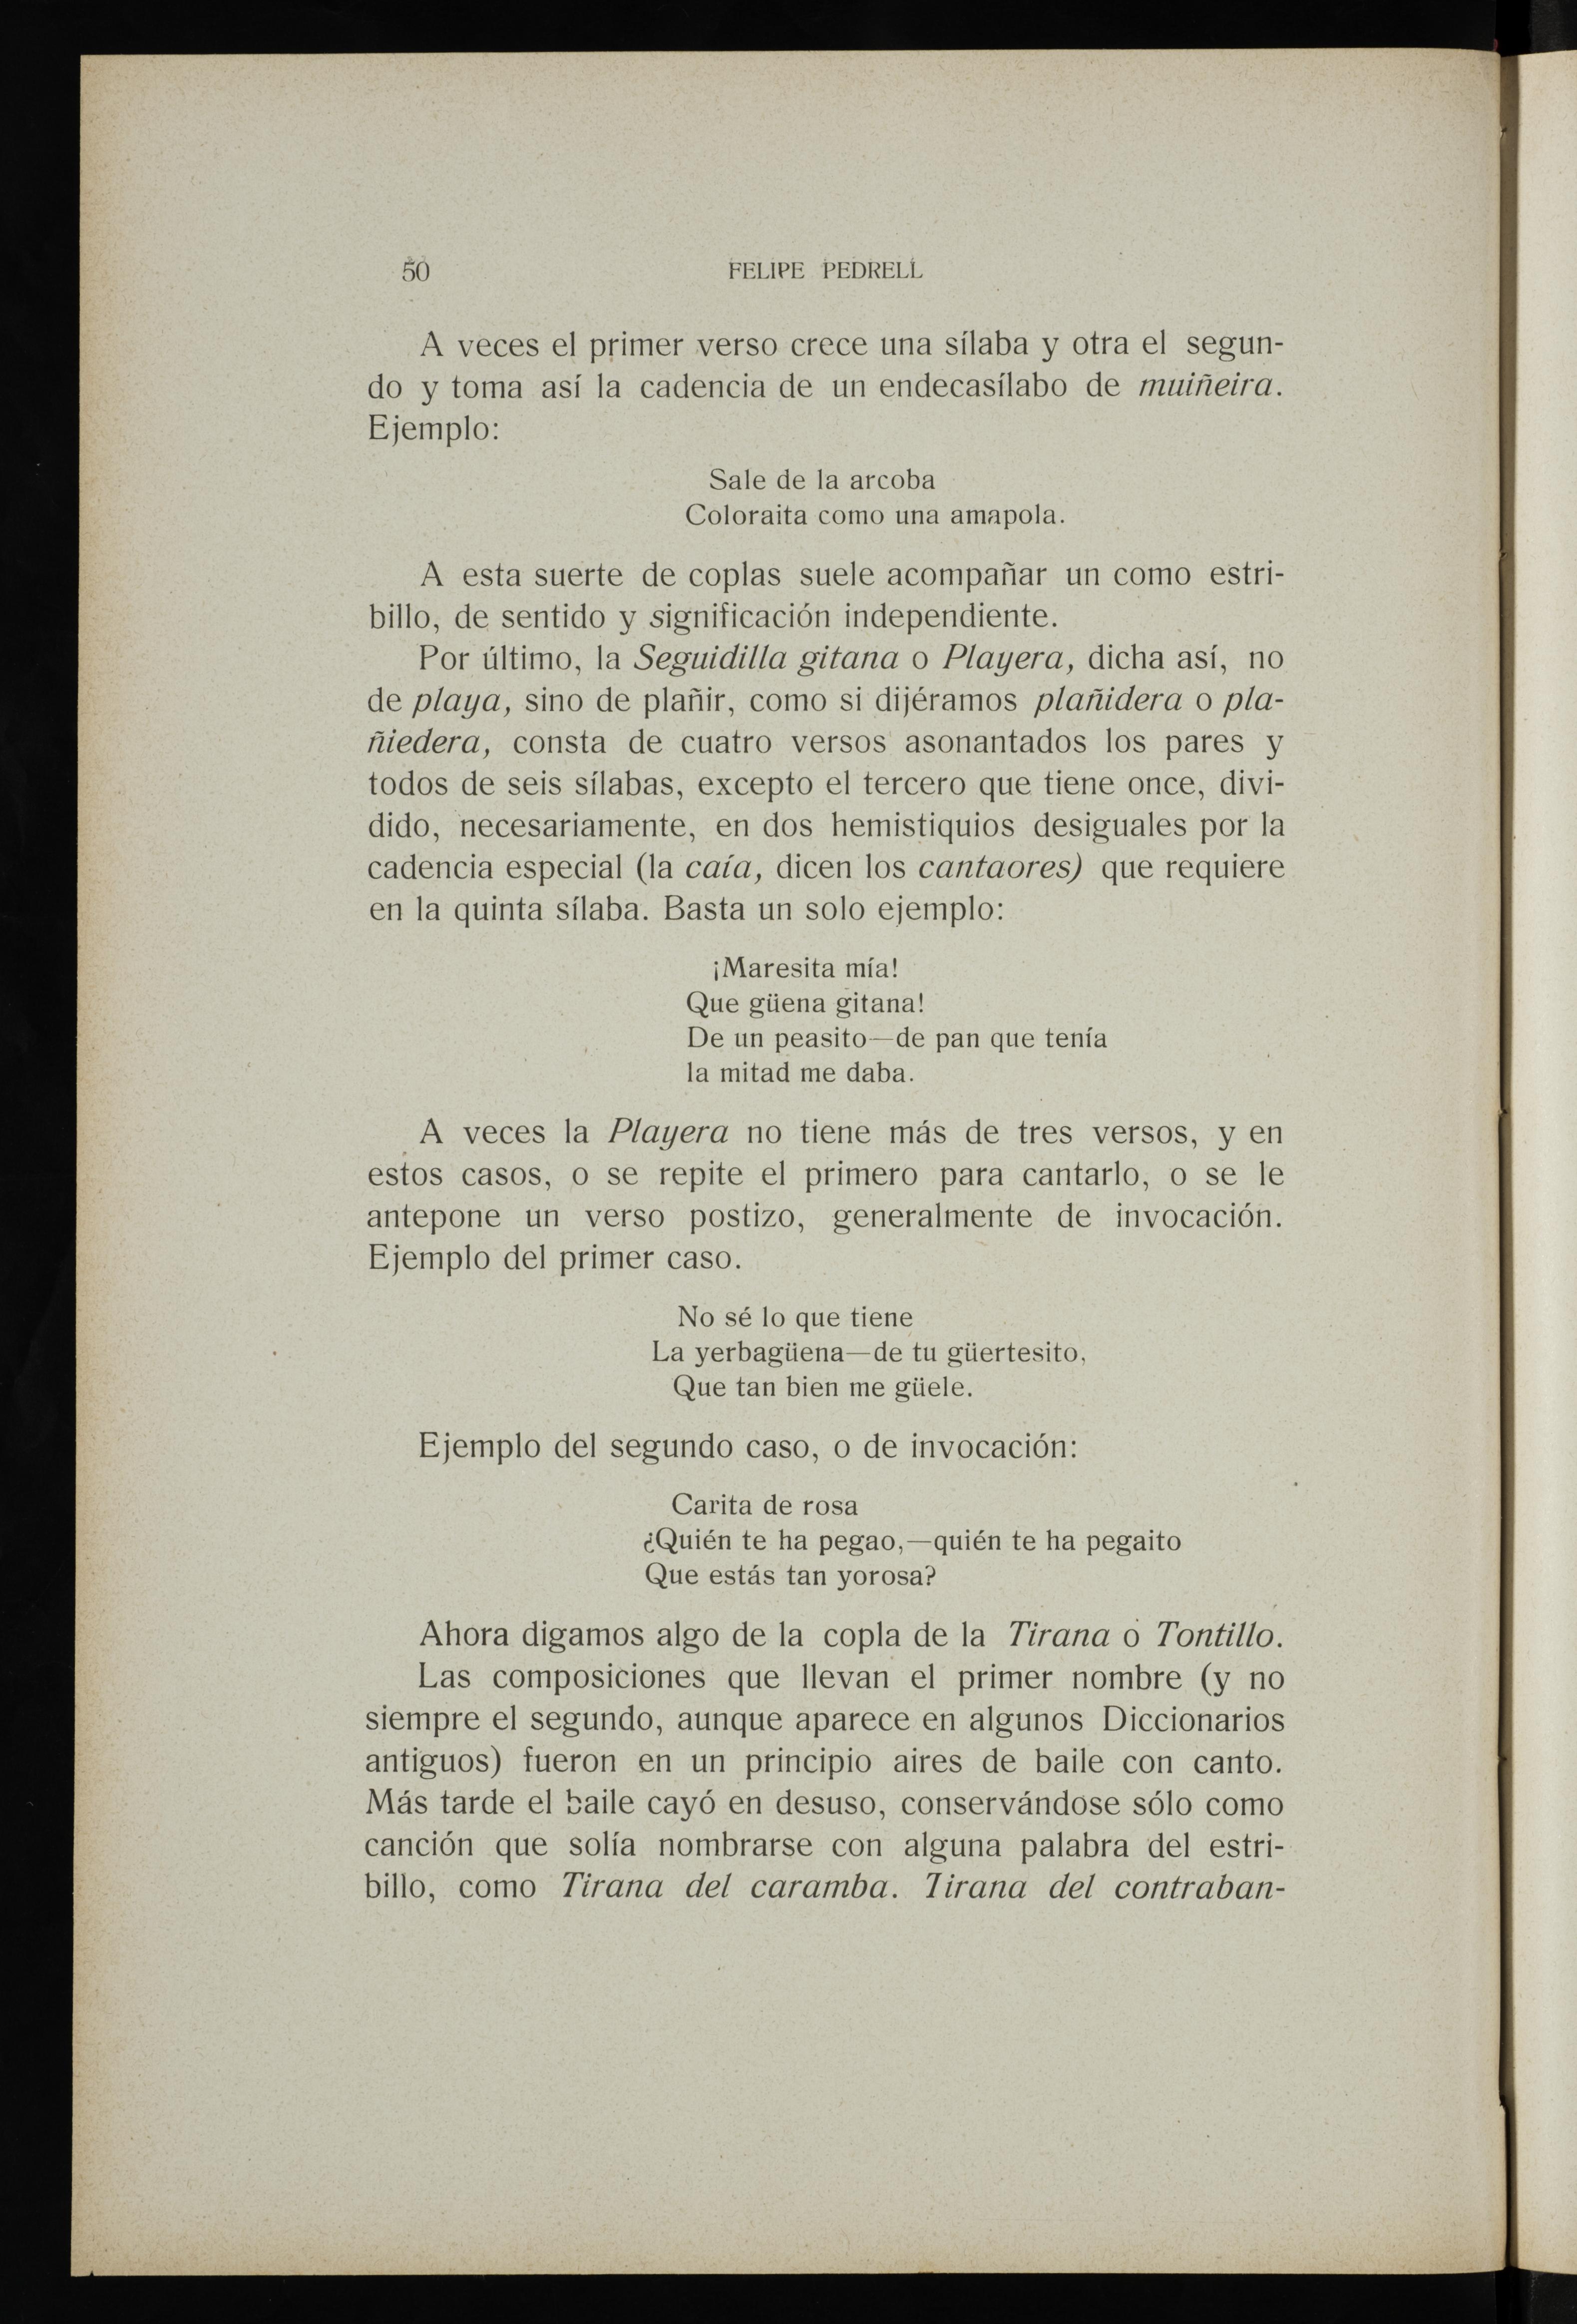 50 FELIPE PEDRELL
A veces el primer verso crece una sílaba y otra el segun-
do y toma así la cadencia de un endecasílabo de muiñeira.
Ejemplo:
Sale de la arcoba
Coloraita como una amapola.
A esta suerte de coplas suele acompañar un como estri-
billo, de sentido y significación independiente.
Por último, la Seguidilla gitana o Playera, dicha así, no
de playa, sino de plañir, como si dijéramos plañidera o pla-
ñiedera, consta de cuatro versos asonantados los pares y
todos de seis sílabas, excepto el tercero que tiene once, divi-
dido, necesariamente, en dos hemistiquios desiguales por la
cadencia especial (la caía, dicen los cantaores) que requiere
en la quinta sílaba. Basta un solo ejemplo:
¡Maresita mía!
Que güena gitana!
De un peasito—de pan que tenía
la mitad me daba.
A veces la Playera no tiene más de tres versos, y en
estos casos, o se repite el primero para cantarlo, o se le
antepone un verso postizo, generalmente de invocación.
Ejemplo del primer caso.
No sé lo que tiene
La yerbagüena—de tu güertesito,
Que tan bien me güele.
Ejemplo del segundo caso, o de invocación:
Carita de rosa
¿Quién te ha pegao,—quién te ha pegaito
Que estás tan yorosa?
Ahora digamos algo de la copla de la Tirana o Tontillo.
Las composiciones que llevan el primer nombre (y no
siempre el segundo, aunque aparece en algunos Diccionarios
antiguos) fueron en un principio aires de baile con canto.
Más tarde el baile cayó en desuso, conservándose sólo como
canción que solía nombrarse con alguna palabra del estri-
billo, como Tirana del caramba. Tirana del contraban-